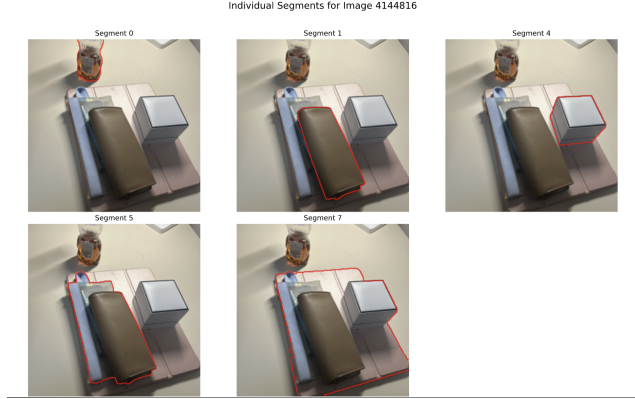 Individual Segments for Image 4144816
Segment 0
Segment 1
Segment 4
Segment 5
Segment 7